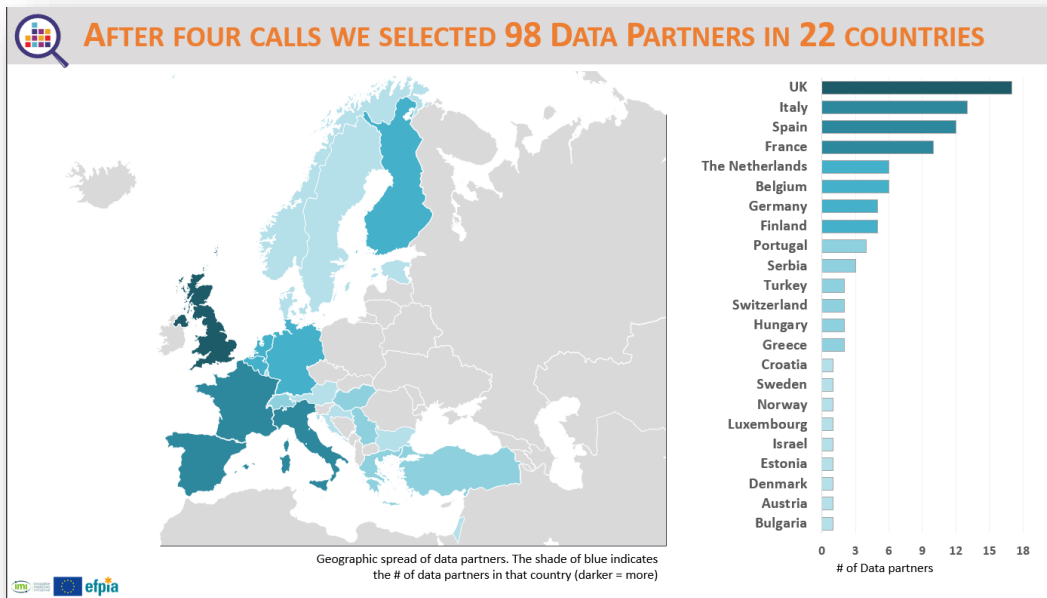 AFTER FOUR CALLS WE SELECTED 98 DATA PARTNERS IN 22 COUNTRIES
UK
Italy
Spain
France
The Netherlands
Belgium
Germany
Finland
Portugal
Serbia
Turkey
Switzerland
Hungary
Greece
Croatia
Sweden
Norway
Luxembourg
Israel
Estonia
Denmark
Austria
Bulgaria
0 3 6 9 12 15 18
# of Data partners
Geographic spread of data partners. The shade of blue indicates
the # of data partners in that country (darker = more)
imi
efpia